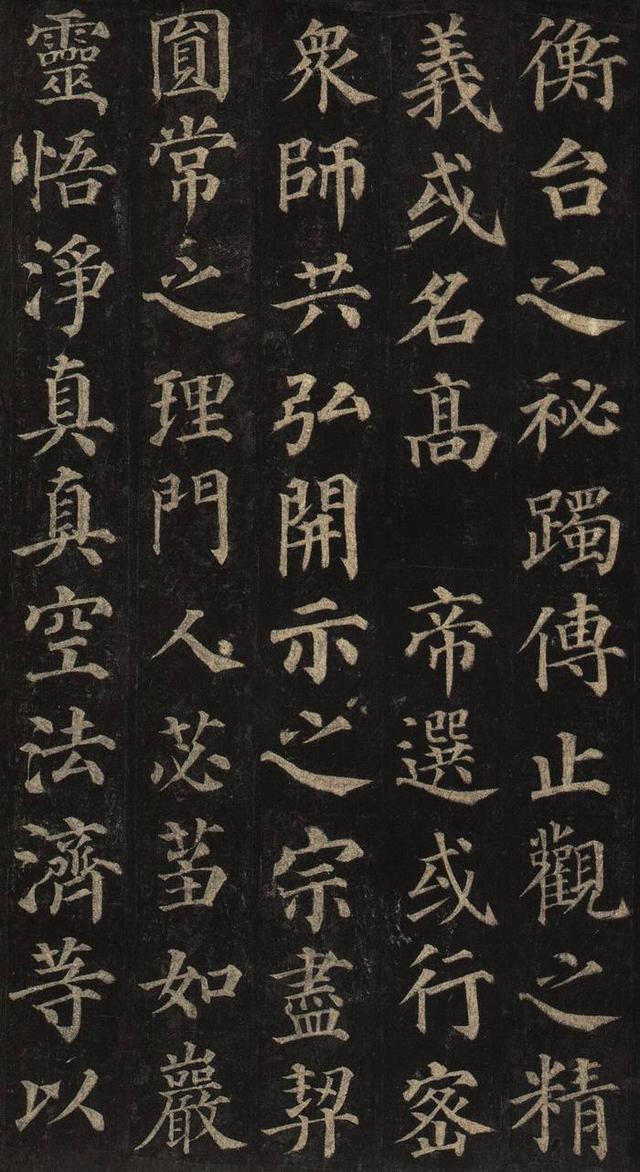 衡台之祕躅傳止觀之精
義或名高 帝選或行密
衆師共弘開示之宗盡契
圎常之理門人苾蒭如巖
靈悟淨真真空法濟等以